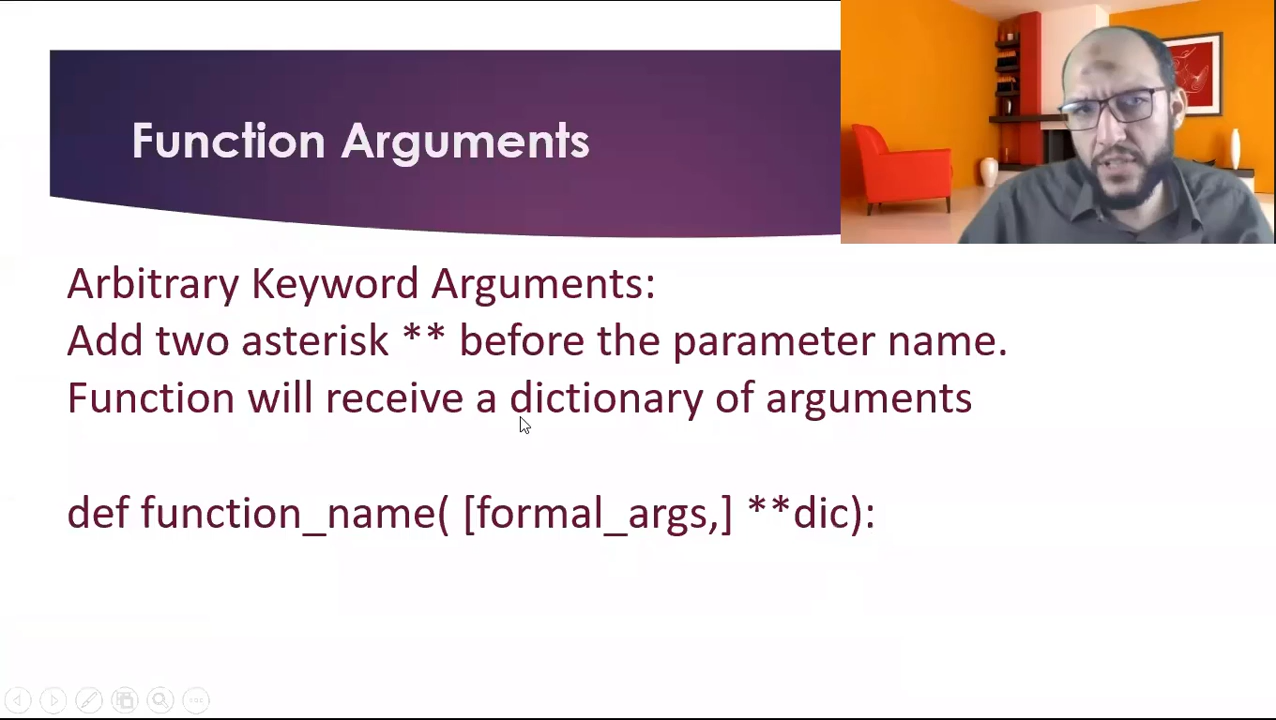 Function Arguments
Arbitrary Keyword Arguments:
Add two asterisk ** before the parameter name.
Function will receive a dictionary of arguments
def function_name( [formal_args,] **dic):